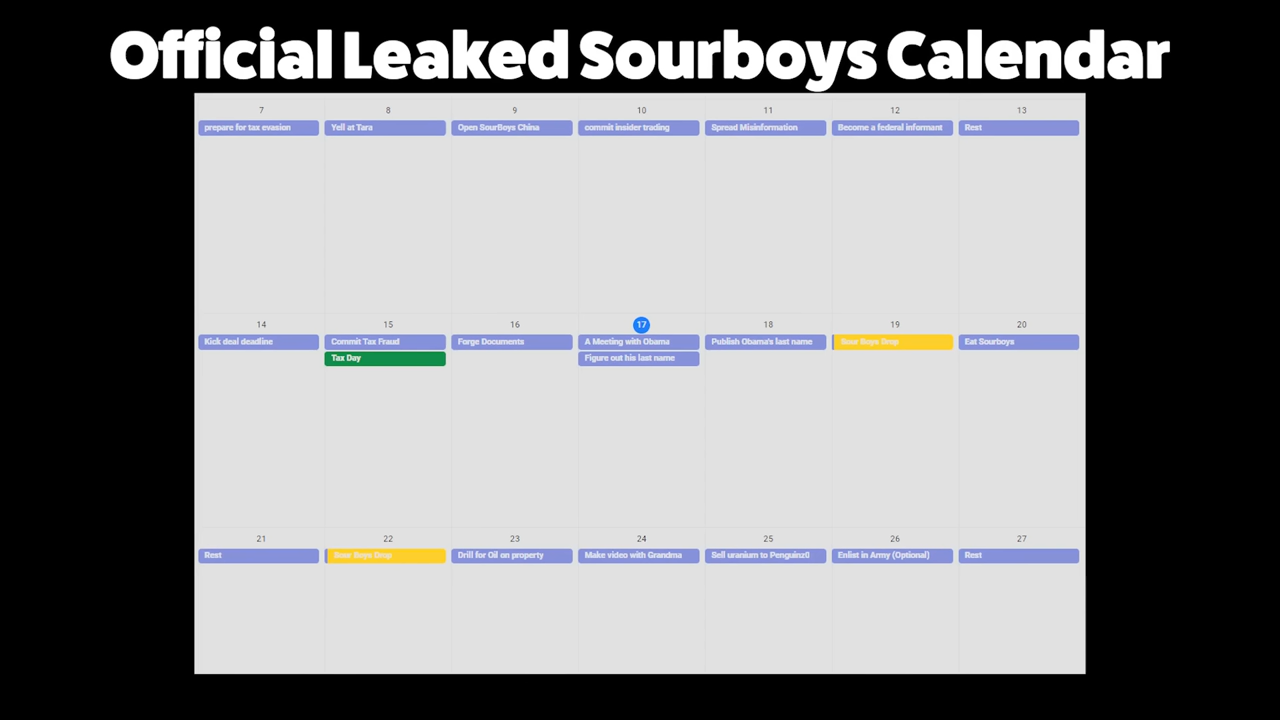 Official Leaked Sourboys Calendar
7 8 9 10 11 12 13
prepare for tax evasion Yell at Tara Open SourBoys China commit insider trading Spread Misinformation Become a federal informant Rest
14 15 16 17 18 19 20
Kick deal deadline Commit Tax Fraud Forge Documents A Meeting with Obama Publish Obama's last name Sour Boys Drop Eat Sourboys
Tax Day Figure out his last name
21 22 23 24 25 26 27
Rest Sour Boys Drop Drill for Oil on property Make video with Grandma Sell uranium to Penguinz0 Enlist in Army (Optional) Rest